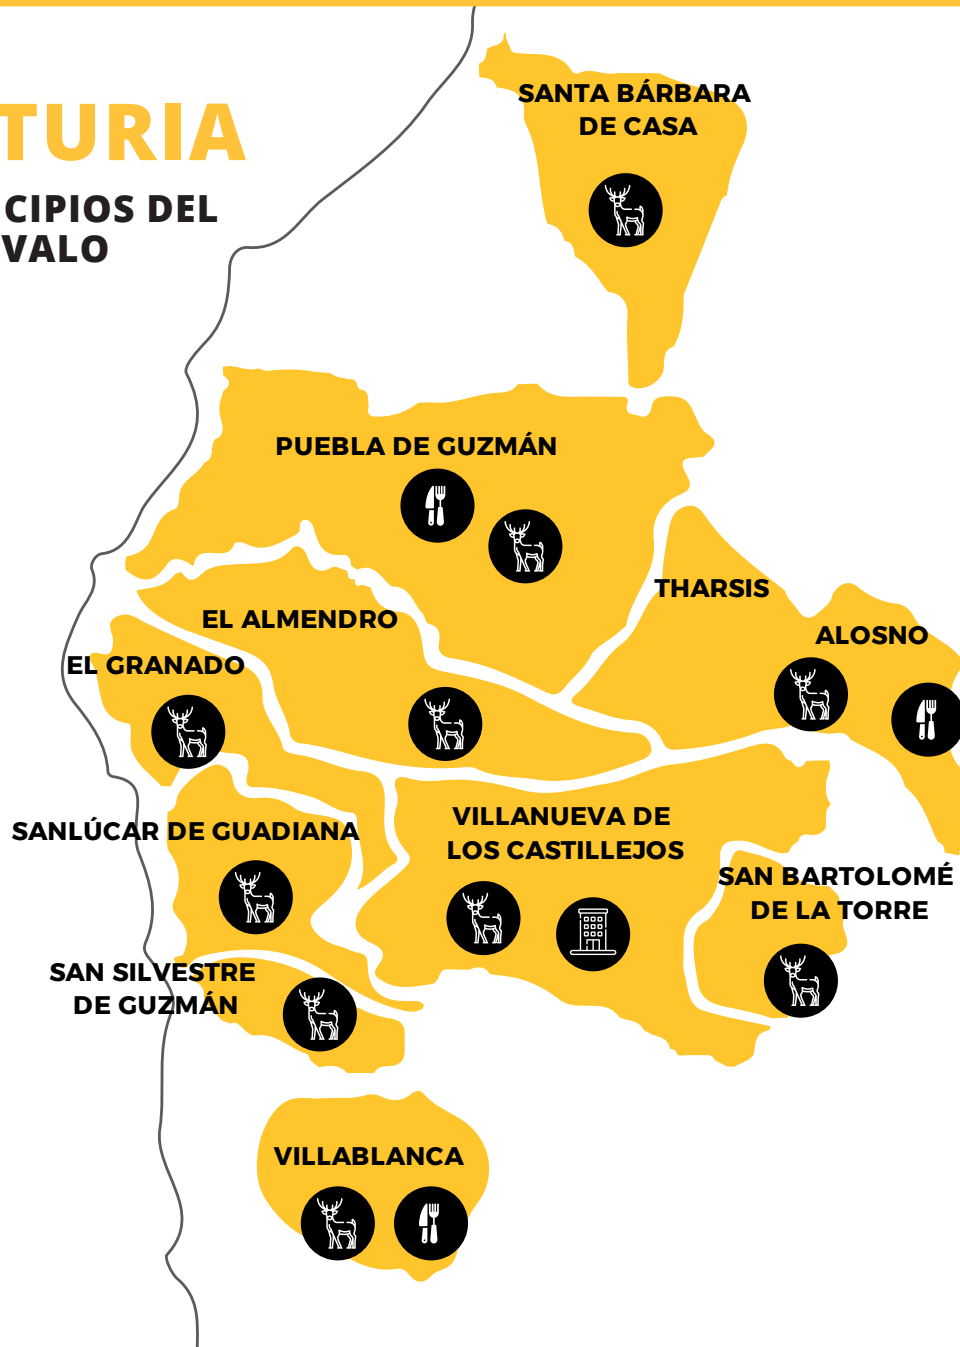 TURIA
CIPIOS DEL
VALO
SANTA BÁRBARA
DE CASA
PUEBLA DE GUZMÁN
THARSIS
EL ALMENDRO
ALOSNO
EL GRANADO
VILLANUEVA DE
LOS CASTILLEJOS
SANLÚCAR DE GUADIANA
SAN BARTOLOMÉ
DE LA TORRE
SAN SILVESTRE
DE GUZMÁN
VILLABLANCA